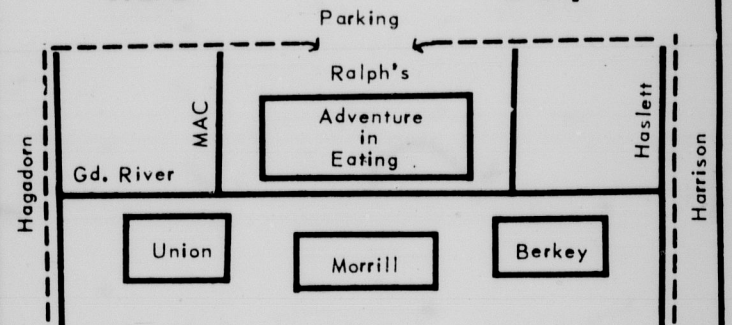 Parking
Ralph's
Adventure
in
Eating
MAC
Haslett
Hagadorn
Harrison
Gd. River
Union
Morrill
Berkey